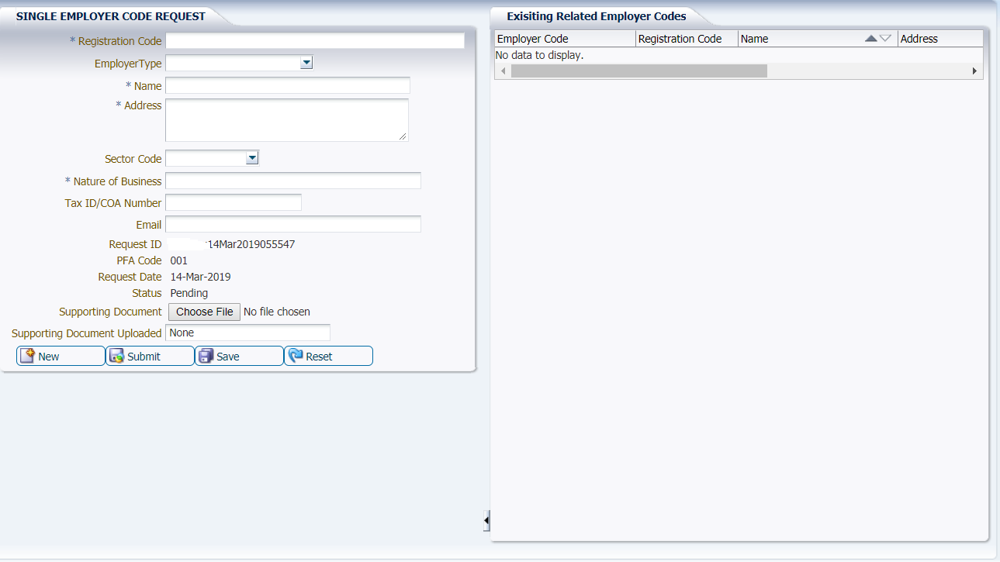 SINGLE EMPLOYER CODE REQUEST
* Registration Code
EmployerType
* Name
* Address
Sector Code
* Nature of Business
Tax ID/COA Number
Email
Request ID 14Mar2019055547
PFA Code 001
Request Date 14-Mar-2019
Status Pending
Supporting Document Choose File No file chosen
Supporting Document Uploaded None
New Submit Save Reset
Exisiting Related Employer Codes
Employer Code Registration Code Name Address
No data to display.